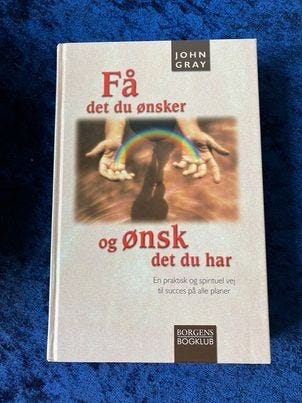 JOHN
GRAY
Få
det du ønsker
og ønsk
det du har
En praktisk og spirituel vej
til succes på alle planer
BORGENS
BOGKLUB